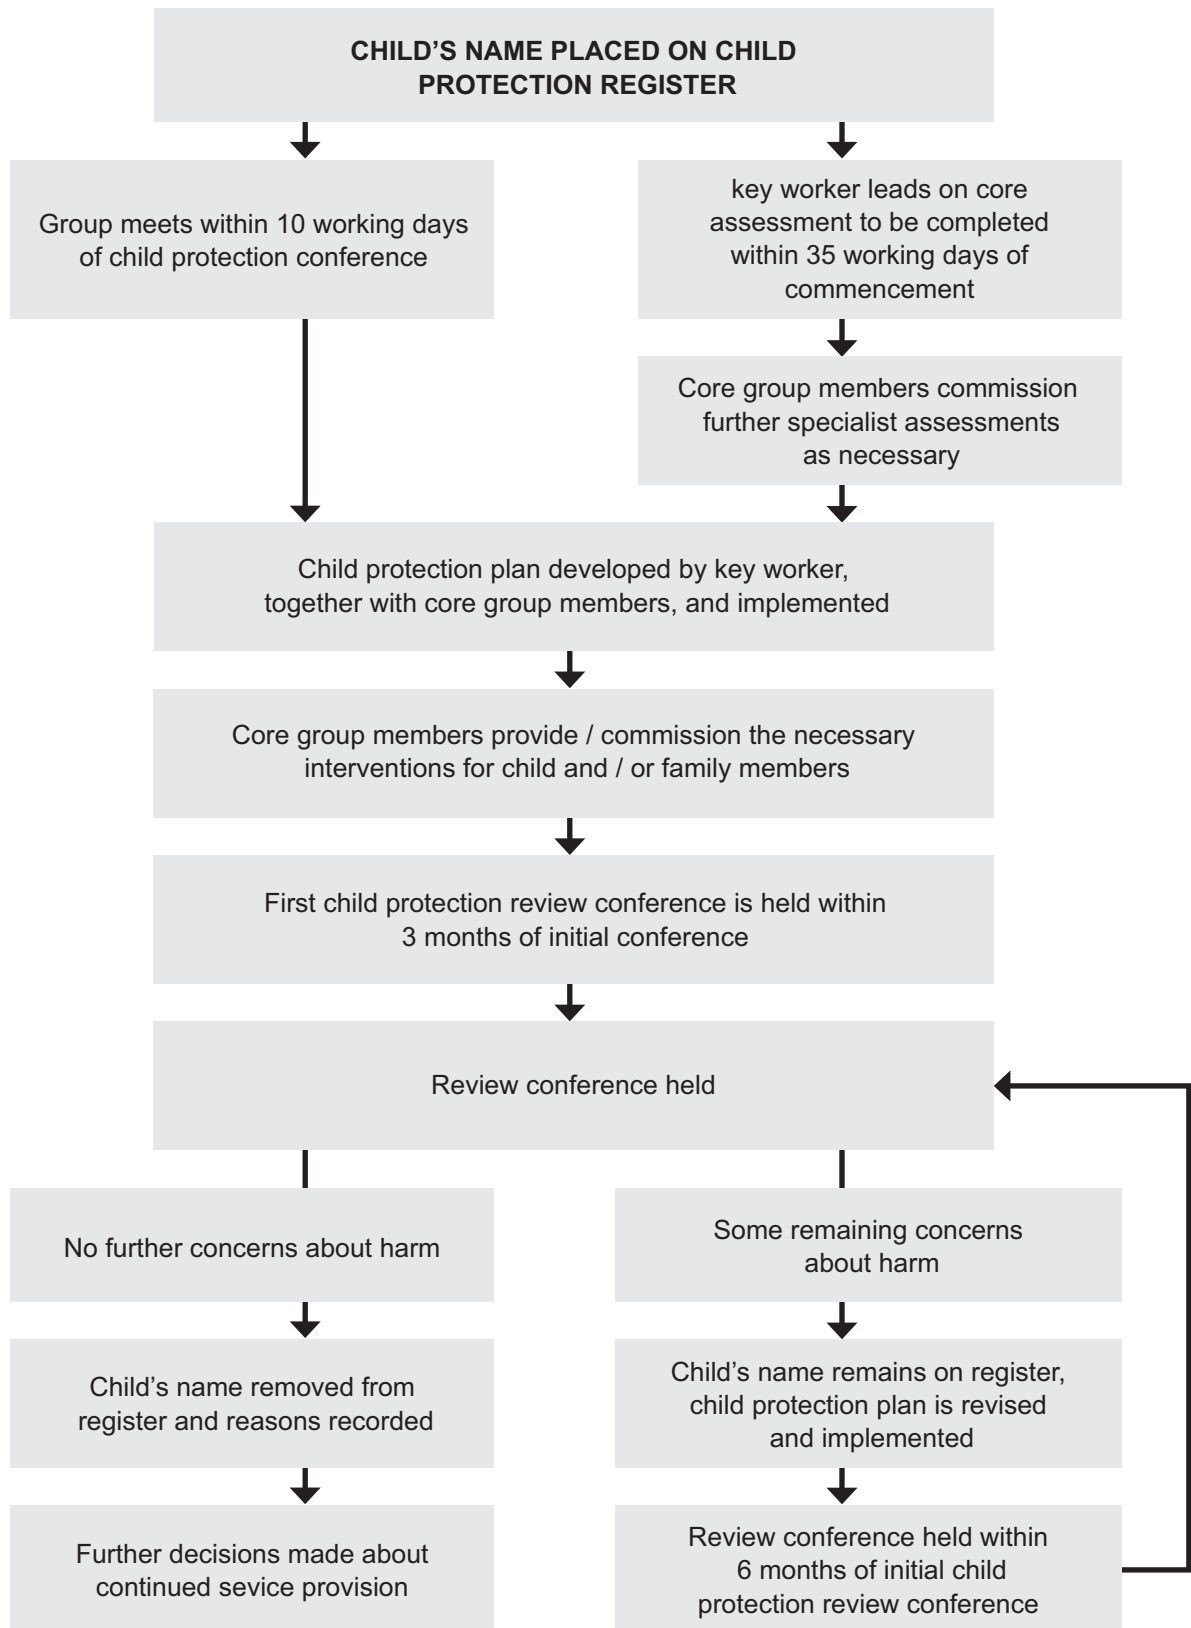 CHILD’S NAME PLACED ON CHILD
PROTECTION REGISTER
Group meets within 10 working days
of child protection conference
key worker leads on core
assessment to be completed
within 35 working days of
commencement
Core group members commission
further specialist assessments
as necessary
Child protection plan developed by key worker,
together with core group members, and implemented
Core group members provide / commission the necessary
interventions for child and / or family members
First child protection review conference is held within
3 months of initial conference
Review conference held
No further concerns about harm
Child’s name removed from
register and reasons recorded
Further decisions made about
continued sevice provision
Some remaining concerns
about harm
Child’s name remains on register,
child protection plan is revised
and implemented
Review conference held within
6 months of initial child
protection review conference